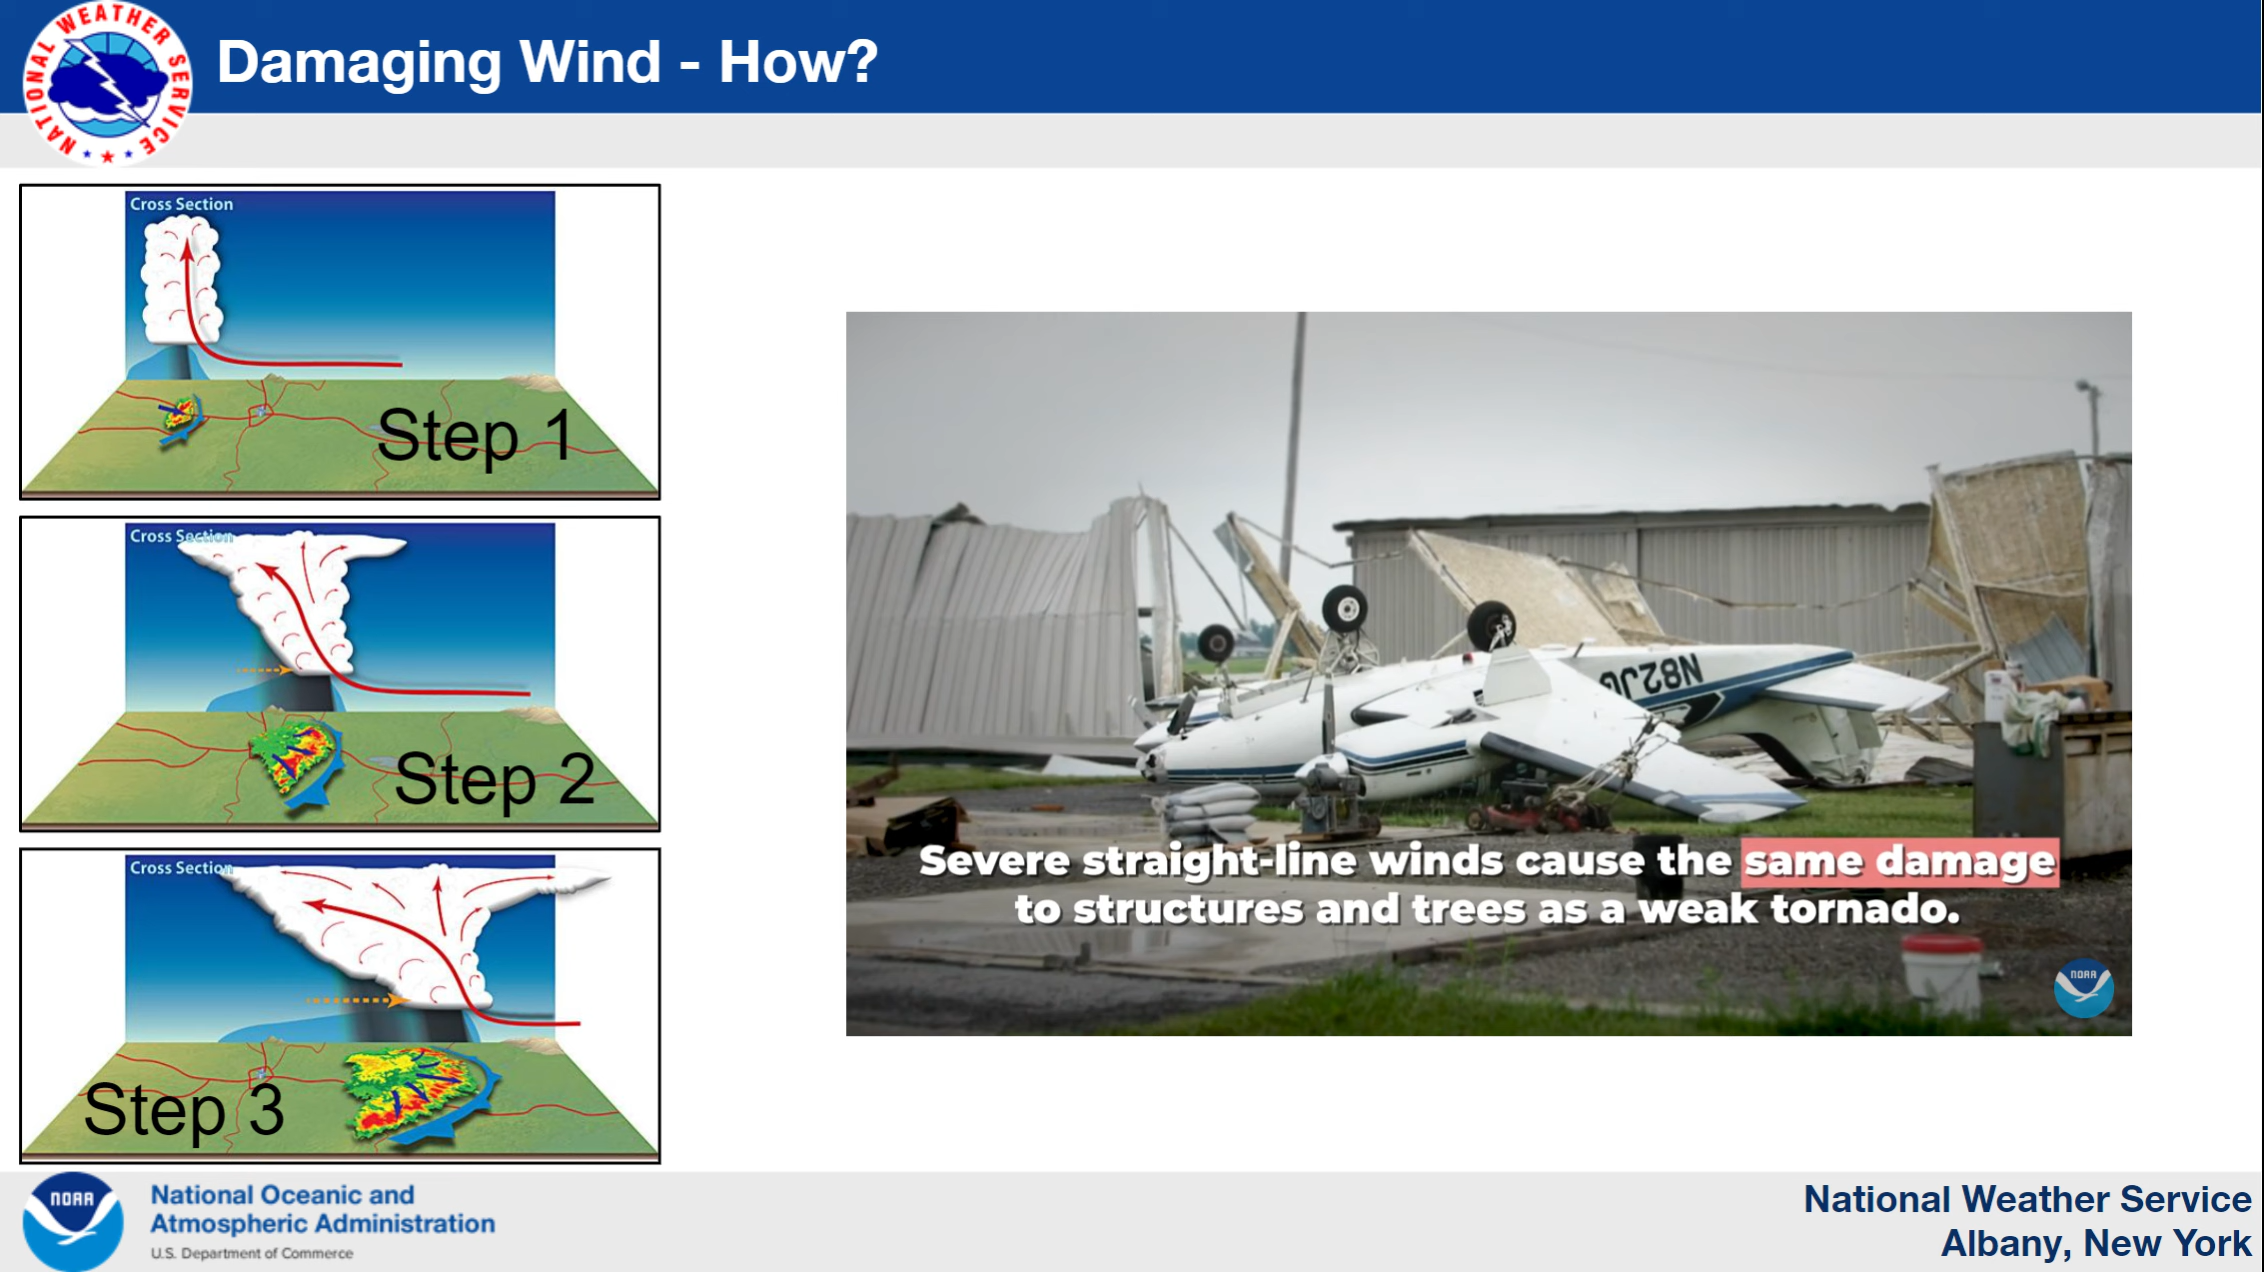 NATIONAL WEATHER SERVICE
Damaging Wind - How?
Cross Section
Step 1
Cross Section
Step 2
Cross Section
Step 3
N82JG
Severe straight-line winds cause the same damage
to structures and trees as a weak tornado.
NOAA
NOAA
National Oceanic and
Atmospheric Administration
U.S. Department of Commerce
National Weather Service
Albany, New York